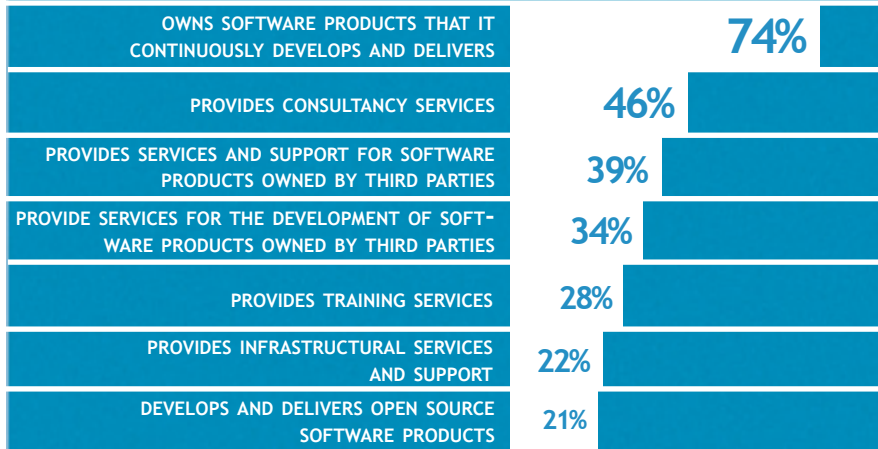 OWNS SOFTWARE PRODUCTS THAT IT
CONTINUOUSLY DEVELOPS AND DELIVERS
74%
PROVIDES CONSULTANCY SERVICES
46%
PROVIDES SERVICES AND SUPPORT FOR SOFTWARE
PRODUCTS OWNED BY THIRD PARTIES
39%
PROVIDE SERVICES FOR THE DEVELOPMENT OF SOFT-
WARE PRODUCTS OWNED BY THIRD PARTIES
34%
PROVIDES TRAINING SERVICES
28%
PROVIDES INFRASTRUCTURAL SERVICES
AND SUPPORT
22%
DEVELOPS AND DELIVERS OPEN SOURCE
SOFTWARE PRODUCTS
21%